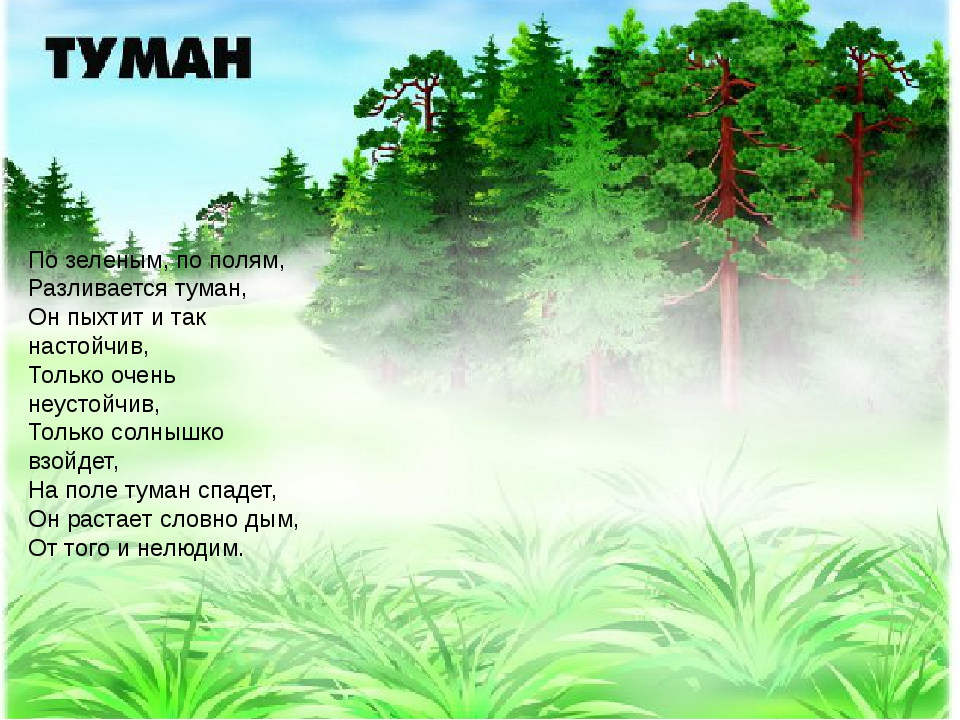 ТУМАН
По зеленым, по полям,
Разливается туман,
Он пыхтит и так
настойчив,
Только очень
неустойчив,
Только солнышко
взойдет,
На поле туман спадет,
Он растает словно дым,
От того и нелюдим.